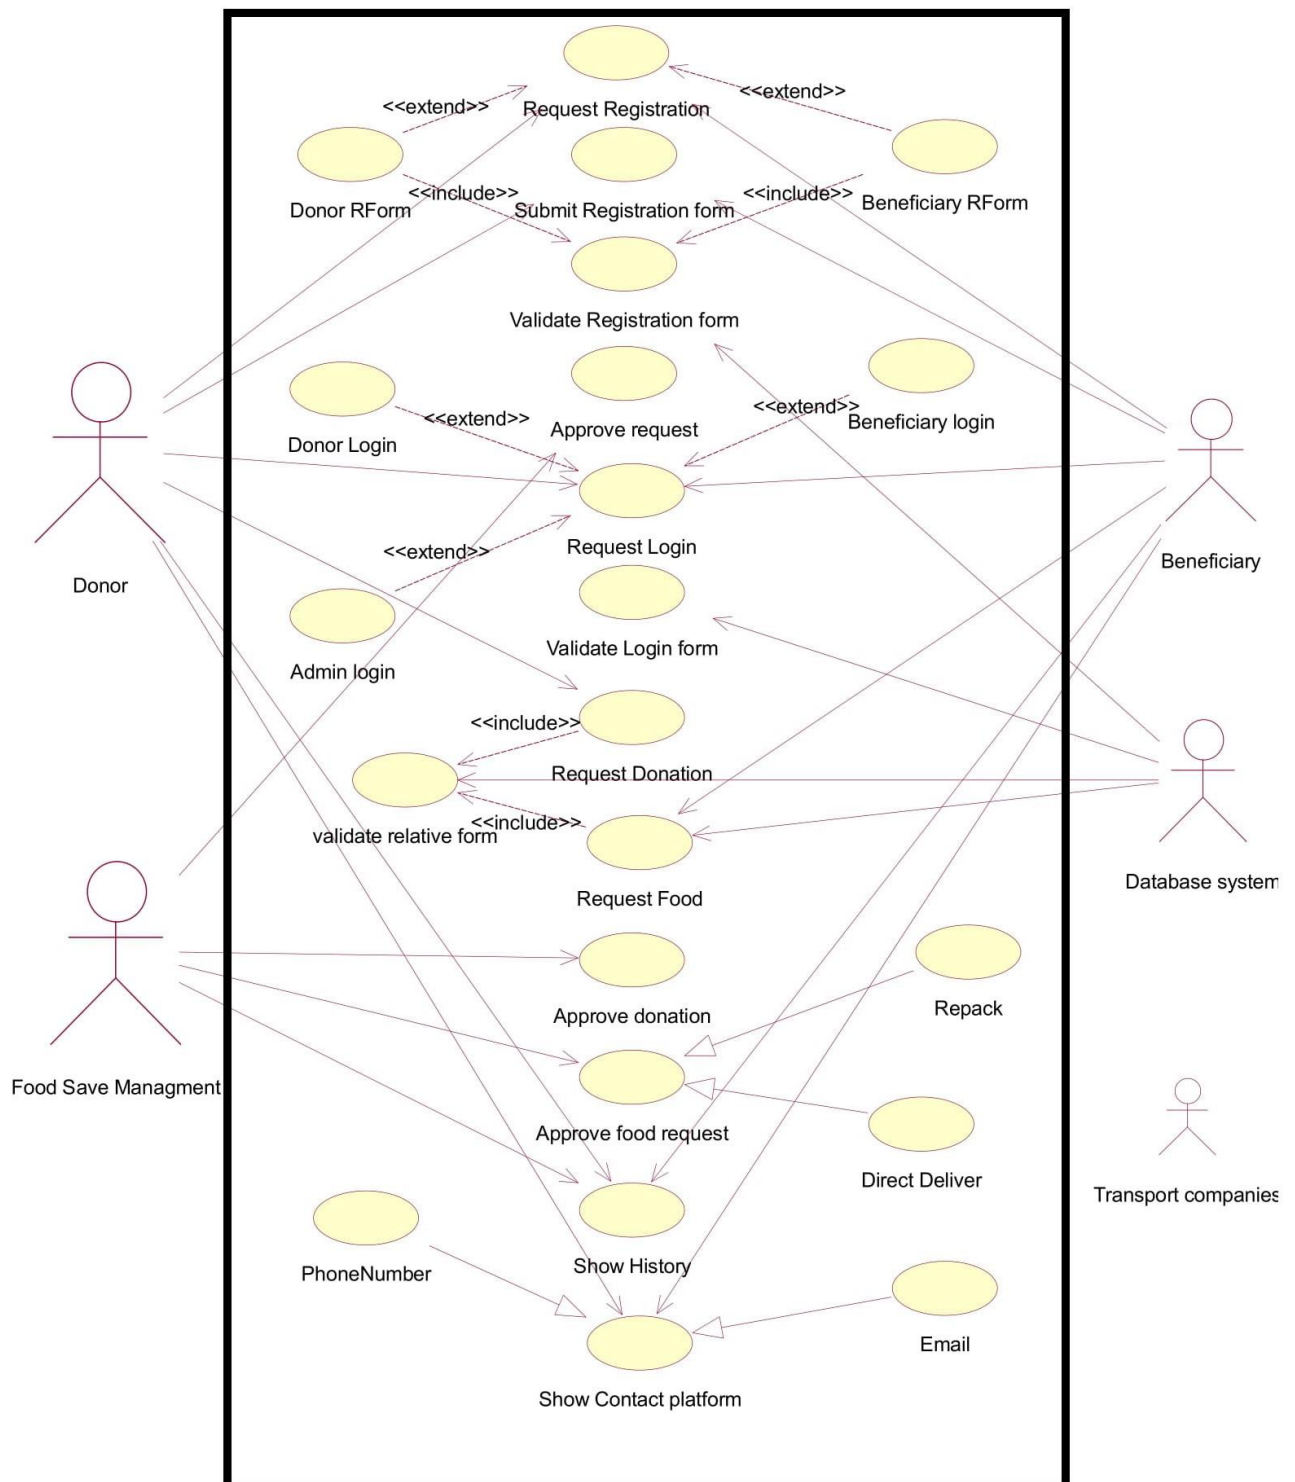 <<extend>>
<<extend>>
Request Registration
<<include>>
<<include>>
Donor RForm
Submit Registration form
Beneficiary RForm
Validate Registration form
<<extend>>
<<extend>>
Donor Login
Approve request
Beneficiary login
<<extend>>
Request Login
Donor
Beneficiary
Validate Login form
Admin login
<<include>>
Request Donation
<<include>>
validate relative form
Request Food
Database system
Approve donation
Repack
Food Save Managment
Approve food request
Direct Deliver
Transport companies
PhoneNumber
Show History
Email
Show Contact platform